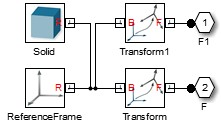 R B F 1
Solid Transform1 F1
R B F 2
ReferenceFrame Transform F